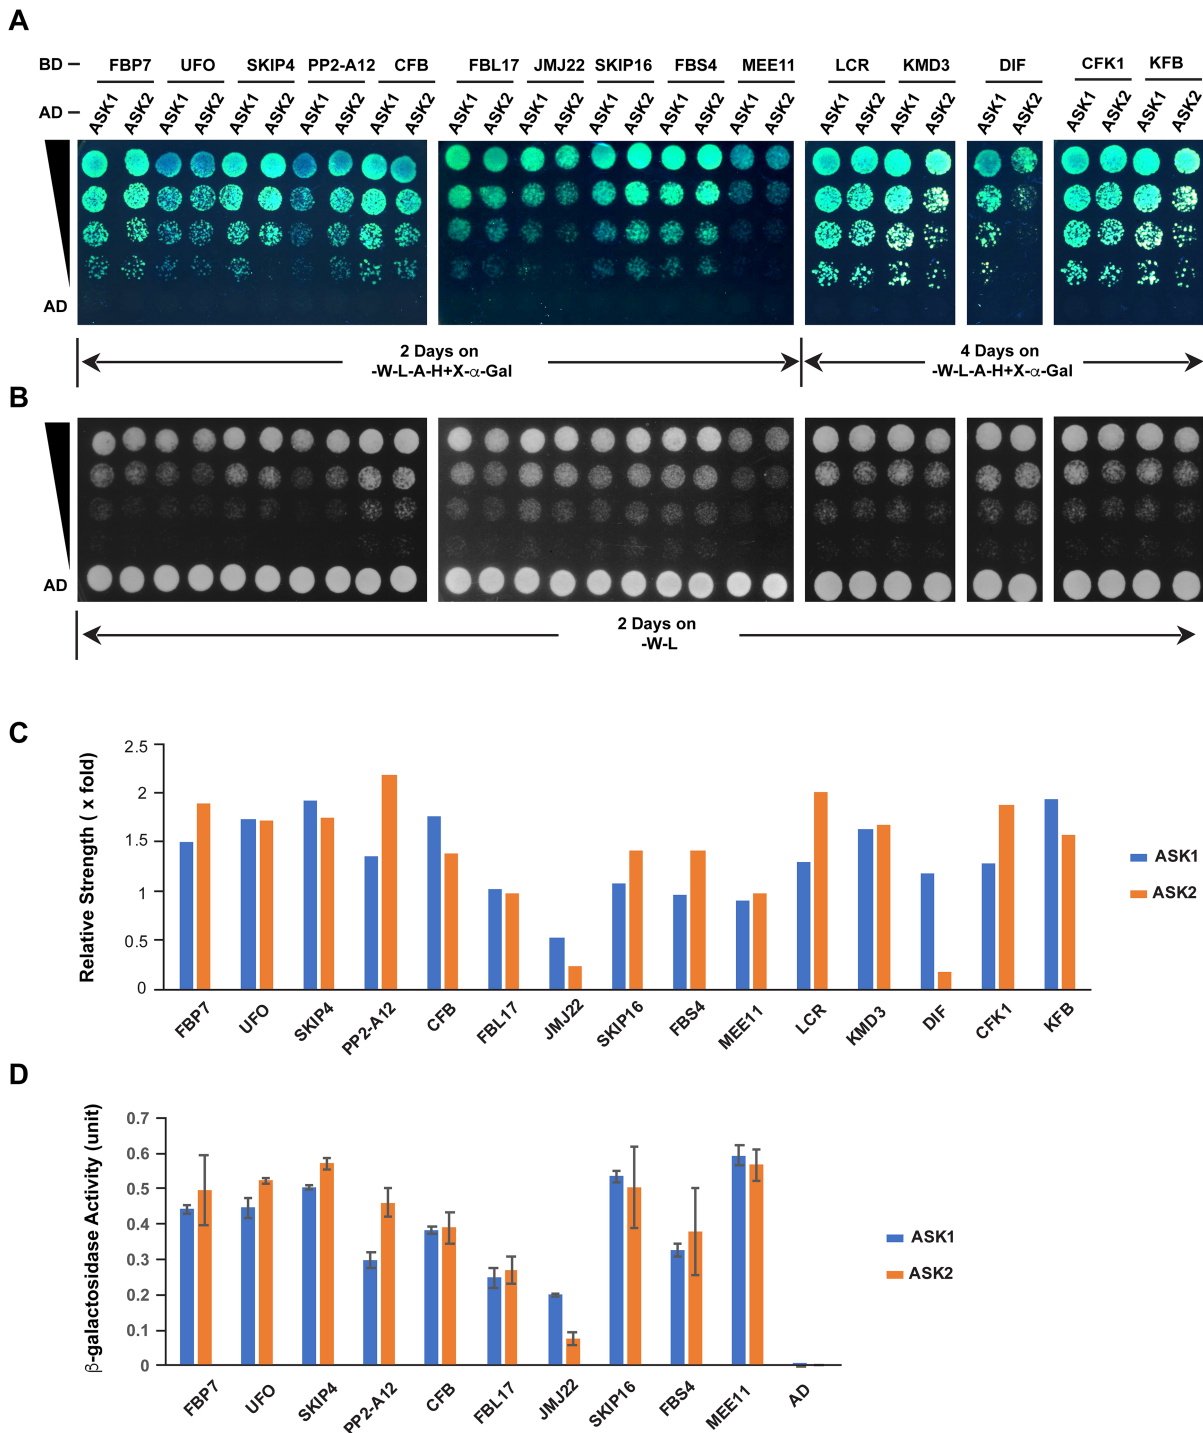 A
BD – FBP7 UFO SKIP4 PP2-A12 CFB FBL17 JMJ22 SKIP16 FBS4 MEE11 LCR KMD3 DIF CFK1 KFB
AD – ASK1 ASK2 ASK1 ASK2 ASK1 ASK2 ASK1 ASK2 ASK1 ASK2 ASK1 ASK2 ASK1 ASK2 ASK1 ASK2 ASK1 ASK2 ASK1 ASK2 ASK1 ASK2 ASK1 ASK2 ASK1 ASK2 ASK1 ASK2 ASK1 ASK2
AD
2 Days on
-W-L-A-H+X-α-Gal
4 Days on
-W-L-A-H+X-α-Gal
B
AD
2 Days on
-W-L
C
Relative Strength ( x fold)
2.5
2
1.5
1
0.5
0
FBP7 UFO SKIP4 PP2-A12 CFB FBL17 JMJ22 SKIP16 FBS4 MEE11 LCR KMD3 DIF CFK1 KFB
ASK1
ASK2
D
β-galactosidase Activity (unit)
0.7
0.6
0.5
0.4
0.3
0.2
0.1
0
FBP7 UFO SKIP4 PP2-A12 CFB FBL17 JMJ22 SKIP16 FBS4 MEE11 AD
ASK1
ASK2